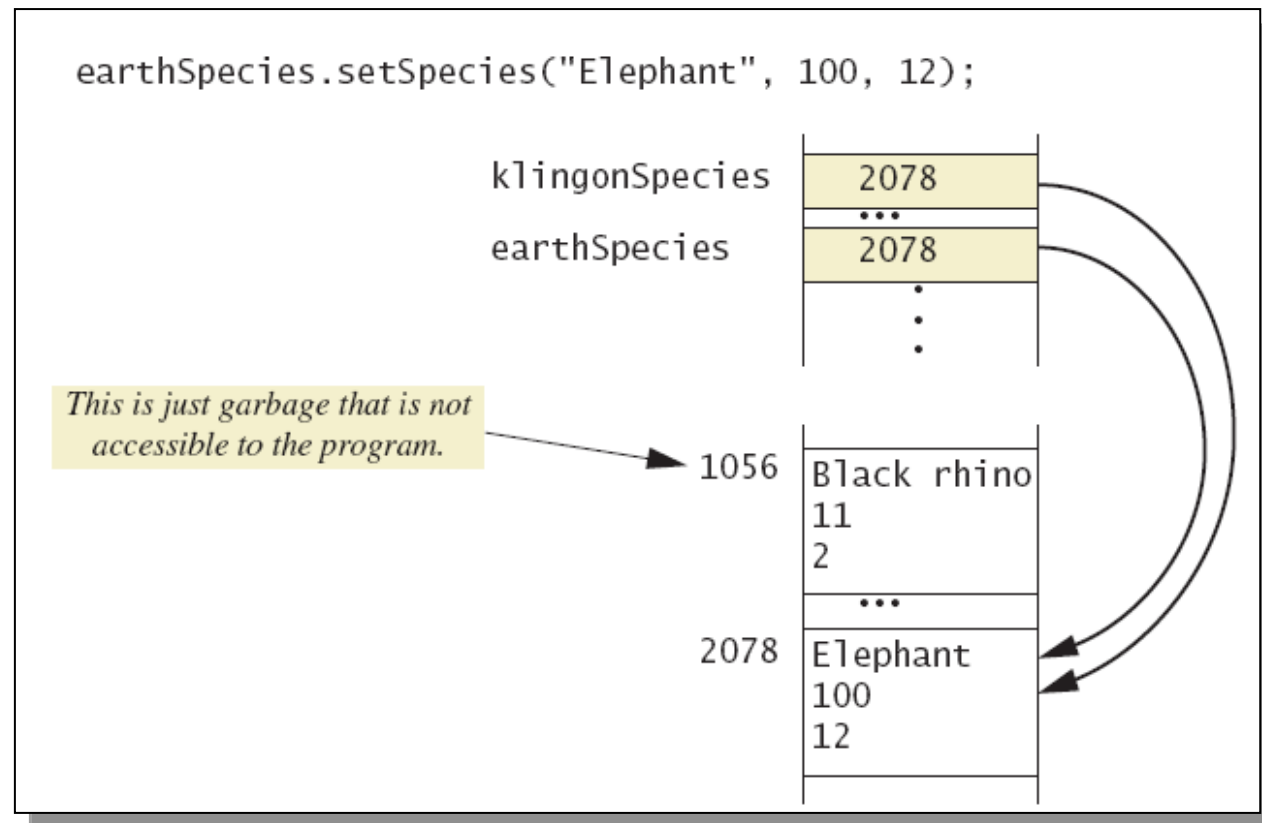 earthSpecies.setSpecies("Elephant", 100, 12);
klingonSpecies 2078
...
earthSpecies 2078
This is just garbage that is not
accessible to the program.
1056 Black rhino
11
2
...
2078 Elephant
100
12